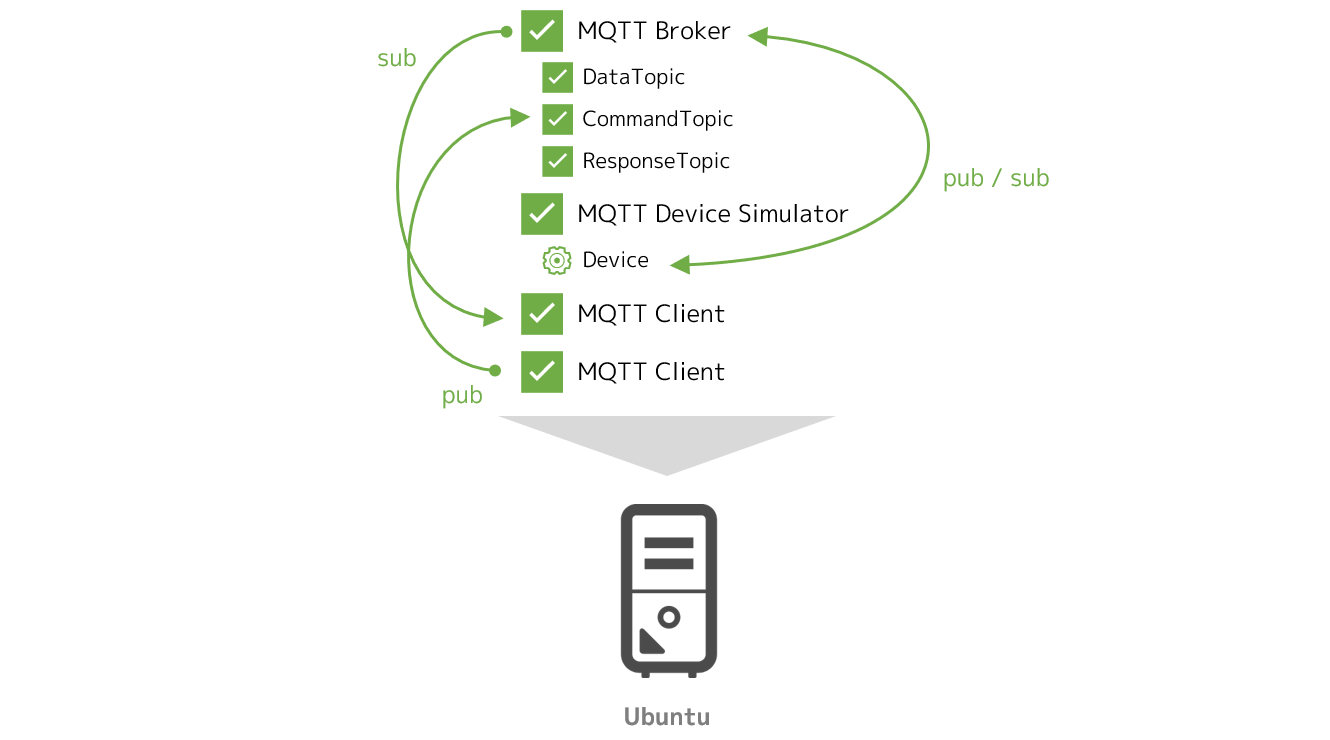 MQTT Broker
sub
DataTopic
CommandTopic
ResponseTopic
pub / sub
MQTT Device Simulator
Device
MQTT Client
MQTT Client
pub
Ubuntu